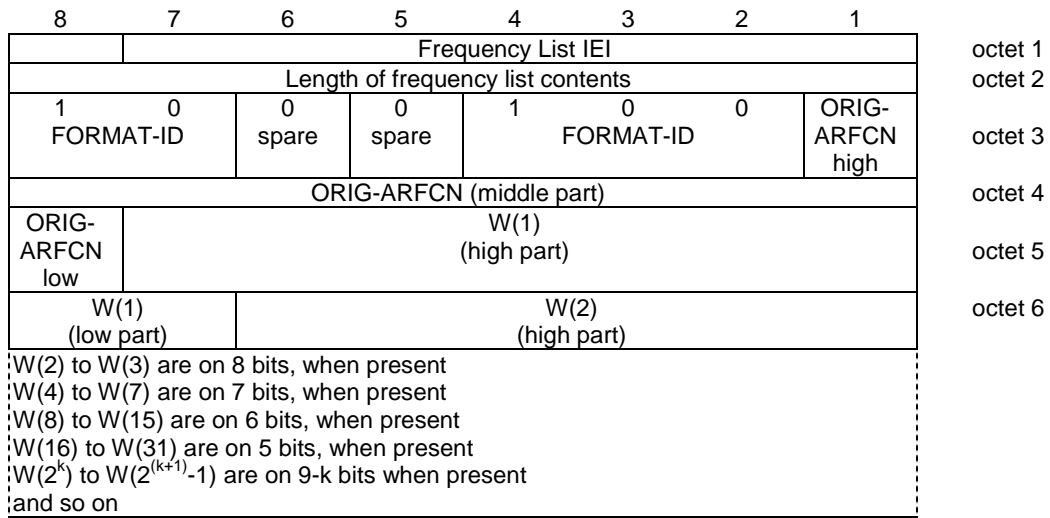 8 7 6 5 4 3 2 1
Frequency List IEI octet 1
Length of frequency list contents octet 2
1 0 0 0 1 0 0 ORIG-
FORMAT-ID spare spare FORMAT-ID ARFCN octet 3
high
ORIG-ARFCN (middle part) octet 4
ORIG- W(1)
ARFCN (high part) octet 5
low
W(1) W(2) octet 6
(low part) (high part)
W(2) to W(3) are on 8 bits, when present
W(4) to W(7) are on 7 bits, when present
W(8) to W(15) are on 6 bits, when present
W(16) to W(31) are on 5 bits, when present
W(2^k) to W(2^(k+1)-1) are on 9-k bits when present
and so on